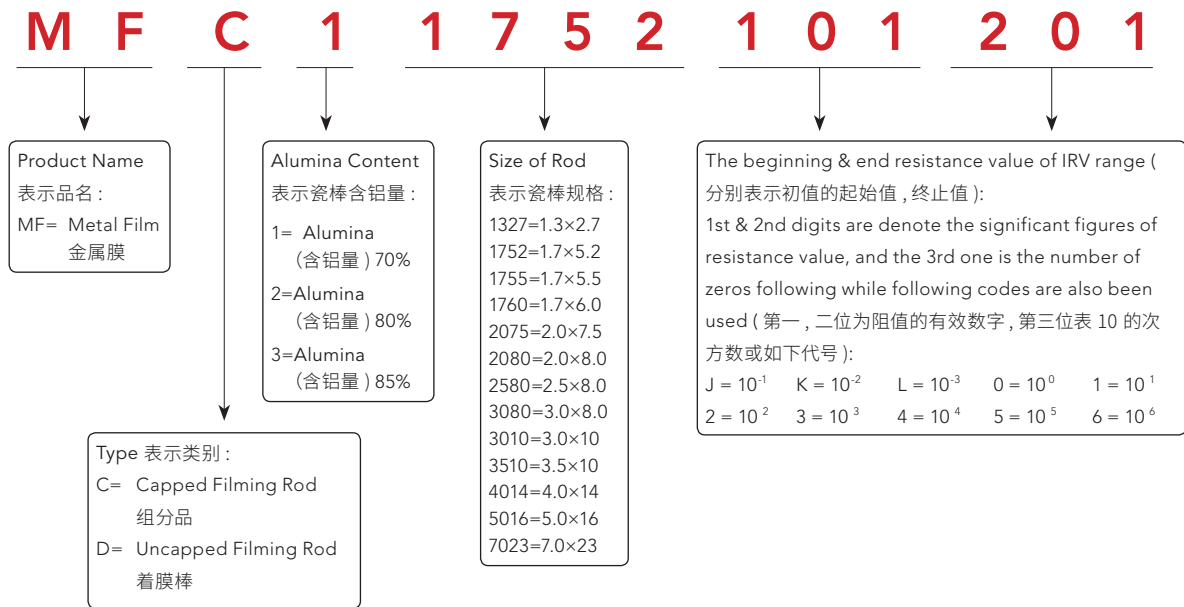 M F C 1 1 7 5 2 1 0 1 2 0 1
Product Name
表示品名 :
MF= Metal Film
金属膜
Type 表示类别 :
C= Capped Filming Rod
组分品
D= Uncapped Filming Rod
着膜棒
Alumina Content
表示瓷棒含铝量 :
1= Alumina
(含铝量 ) 70%
2=Alumina
(含铝量 ) 80%
3=Alumina
(含铝量 ) 85%
Size of Rod
表示瓷棒规格 :
1327=1.3×2.7
1752=1.7×5.2
1755=1.7×5.5
1760=1.7×6.0
2075=2.0×7.5
2080=2.0×8.0
2580=2.5×8.0
3080=3.0×8.0
3010=3.0×10
3510=3.5×10
4014=4.0×14
5016=5.0×16
7023=7.0×23
The beginning & end resistance value of IRV range (
分别表示初值的起始值 , 终止值 ):
1st & 2nd digits are denote the significant figures of
resistance value, and the 3rd one is the number of
zeros following while following codes are also been
used ( 第一 , 二位为阻值的有效数字 , 第三位表 10 的次
方数或如下代号 ):
J = 10⁻¹ K = 10⁻² L = 10⁻³ 0 = 10⁰ 1 = 10¹
2 = 10² 3 = 10³ 4 = 10⁴ 5 = 10⁵ 6 = 10⁶